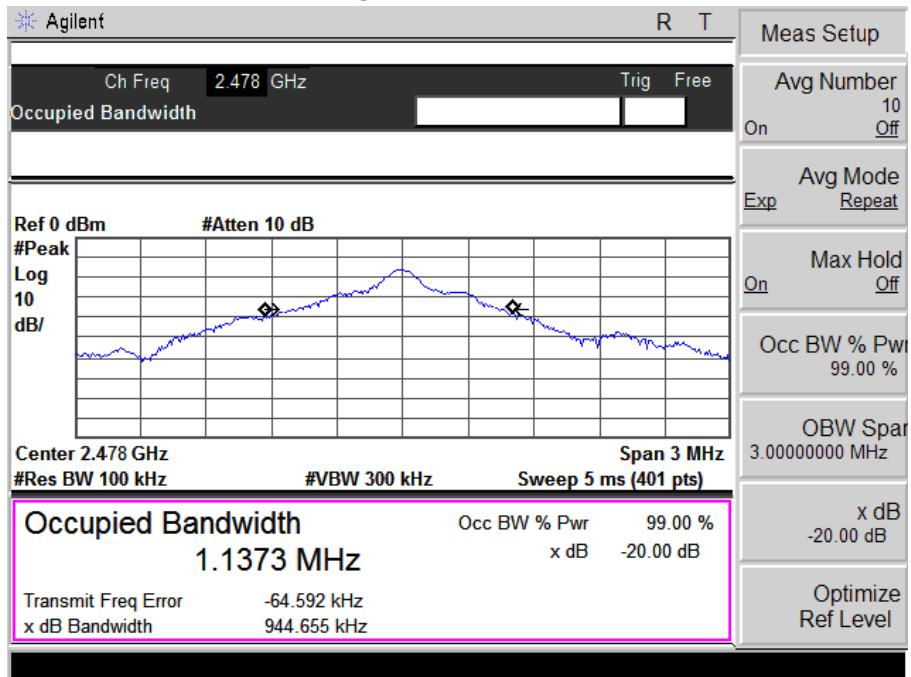 Agilent R T
Ch Freq 2.478 GHz Trig Free
Occupied Bandwidth
Ref 0 dBm #Atten 10 dB
#Peak
Log
10
dB/
Center 2.478 GHz Span 3 MHz
#Res BW 100 kHz #VBW 300 kHz Sweep 5 ms (401 pts)
Occupied Bandwidth Occ BW % Pwr 99.00 %
1.1373 MHz x dB -20.00 dB
Transmit Freq Error -64.592 kHz
x dB Bandwidth 944.655 kHz
Meas Setup
Avg Number
10
On Off
Avg Mode
Exp Repeat
Max Hold
On Off
Occ BW % Pwr
99.00 %
OBW Spar
3.00000000 MHz
x dB
-20.00 dB
Optimize
Ref Level